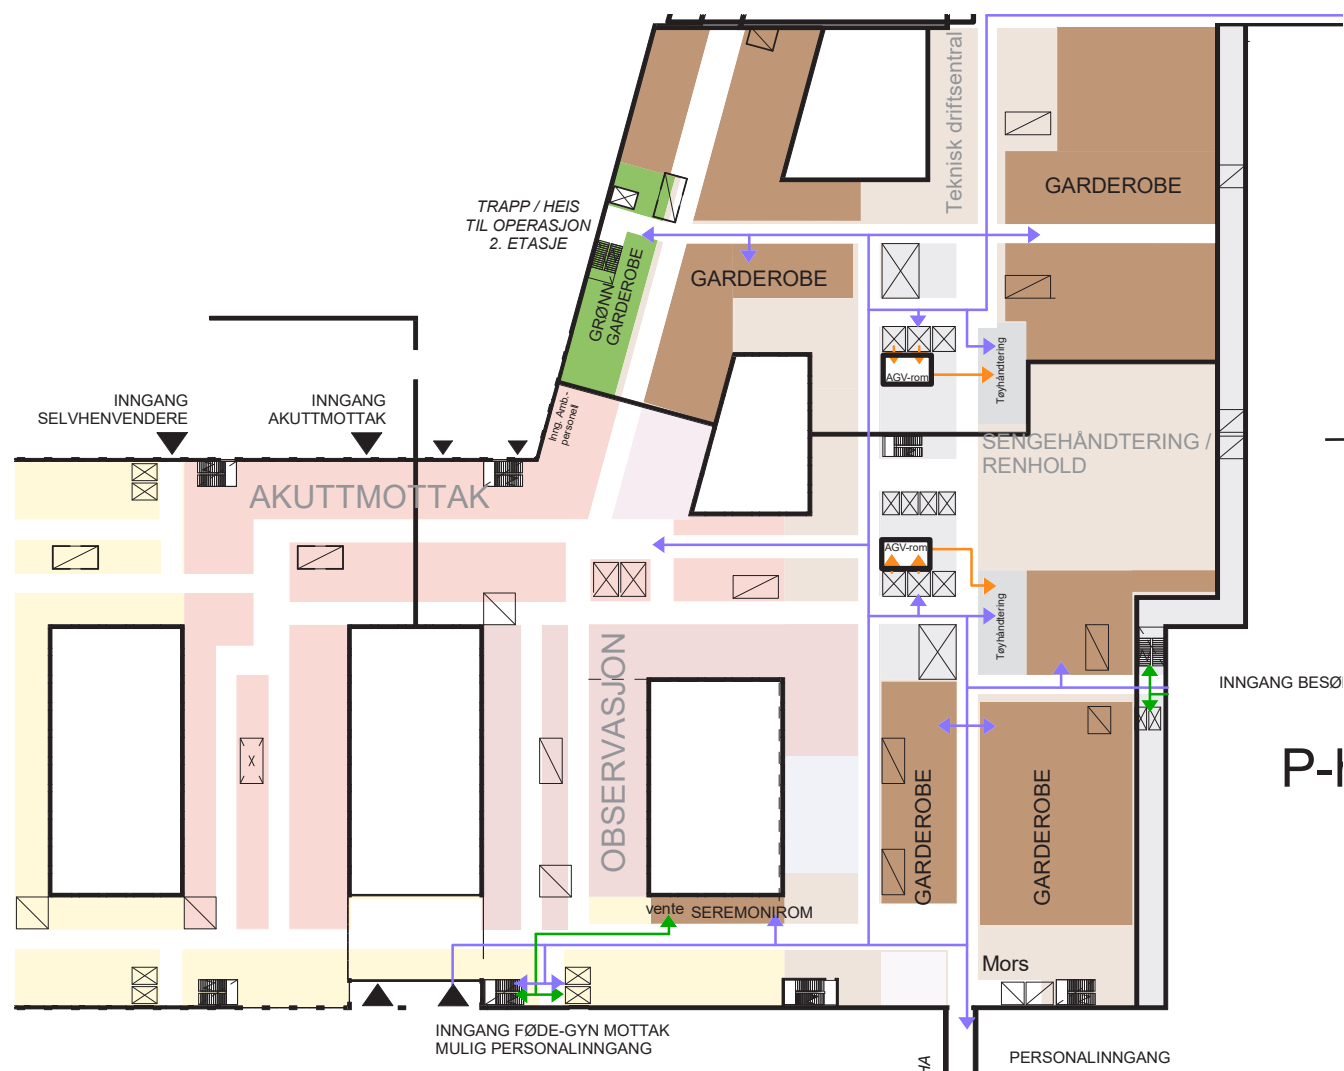 Teknisk driftsentral
GARDEROBE
TRAPP / HEIS
TIL OPERASJON
2. ETASJE
GRØNN
GARDEROBE
GARDEROBE
Tøyhåndtering
AGV-rom
INNGANG
SELVHENVENDERE
INNGANG
AKUTTMOTTAK
Inng. Amb.-
personell
SENGEHÅNDTERING /
RENHOLD
AKUTTMOTTAK
AGV-rom
Tøyhåndtering
OBSERVASJON
INNGANG BESØ
P-H
GARDEROBE
GARDEROBE
vente
SEREMONIROM
Mors
INNGANG FØDE-GYN MOTTAK
MULIG PERSONALINNGANG
HA
PERSONALINNGANG